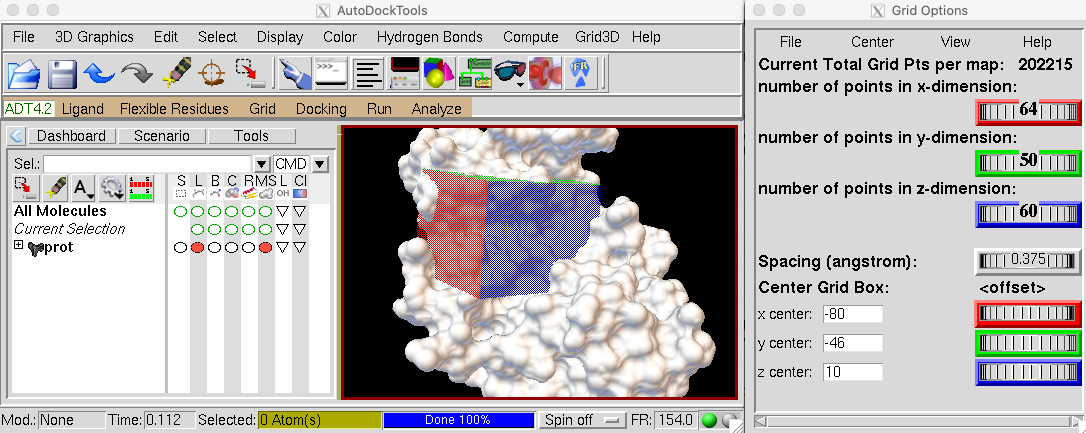 AutoDockTools
File 3D Graphics Edit Select Display Color Hydrogen Bonds Compute Grid3D Help
FR
ADT4.2 Ligand Flexible Residues Grid Docking Run Analyze
Dashboard Scenario Tools
Sel.: CMD
A
S L B C R MS L Cl
OH
All Molecules
Current Selection
prot
Mod.: None Time: 0.112 Selected: 0 Atom(s) Done 100% Spin off FR: 154.0
Grid Options
File Center View Help
Current Total Grid Pts per map: 202215
number of points in x-dimension:
64
number of points in y-dimension:
50
number of points in z-dimension:
60
Spacing (angstrom): 0.375
Center Grid Box: <offset>
x center: -80
y center: -46
z center: 10